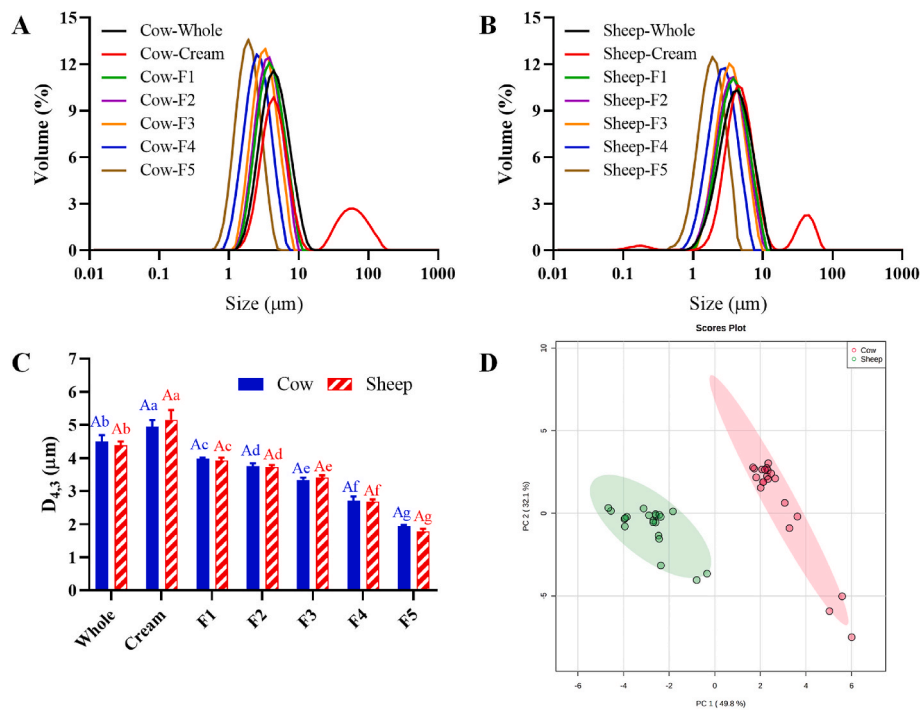 A
Volume (%)
15
12
9
6
3
0
Cow-Whole
Cow-Cream
Cow-F1
Cow-F2
Cow-F3
Cow-F4
Cow-F5
0.01 0.1 1 10 100 1000
Size (μm)
B
Volume (%)
15
12
9
6
3
0
Sheep-Whole
Sheep-Cream
Sheep-F1
Sheep-F2
Sheep-F3
Sheep-F4
Sheep-F5
0.01 0.1 1 10 100 1000
Size (μm)
C
D4,3 (μm)
7
6
5
4
3
2
1
0
Cow Sheep
Ab Ab Aa Aa Ac Ac Ad Ad Ae Ae Af Af Ag Ag
Whole Cream F1 F2 F3 F4 F5
D
Scores Plot
Cow
Sheep
PC 2 ( 32.1 %)
10
5
0
-5
-6 -4 -2 0 2 4 6
PC 1 ( 49.8 %)